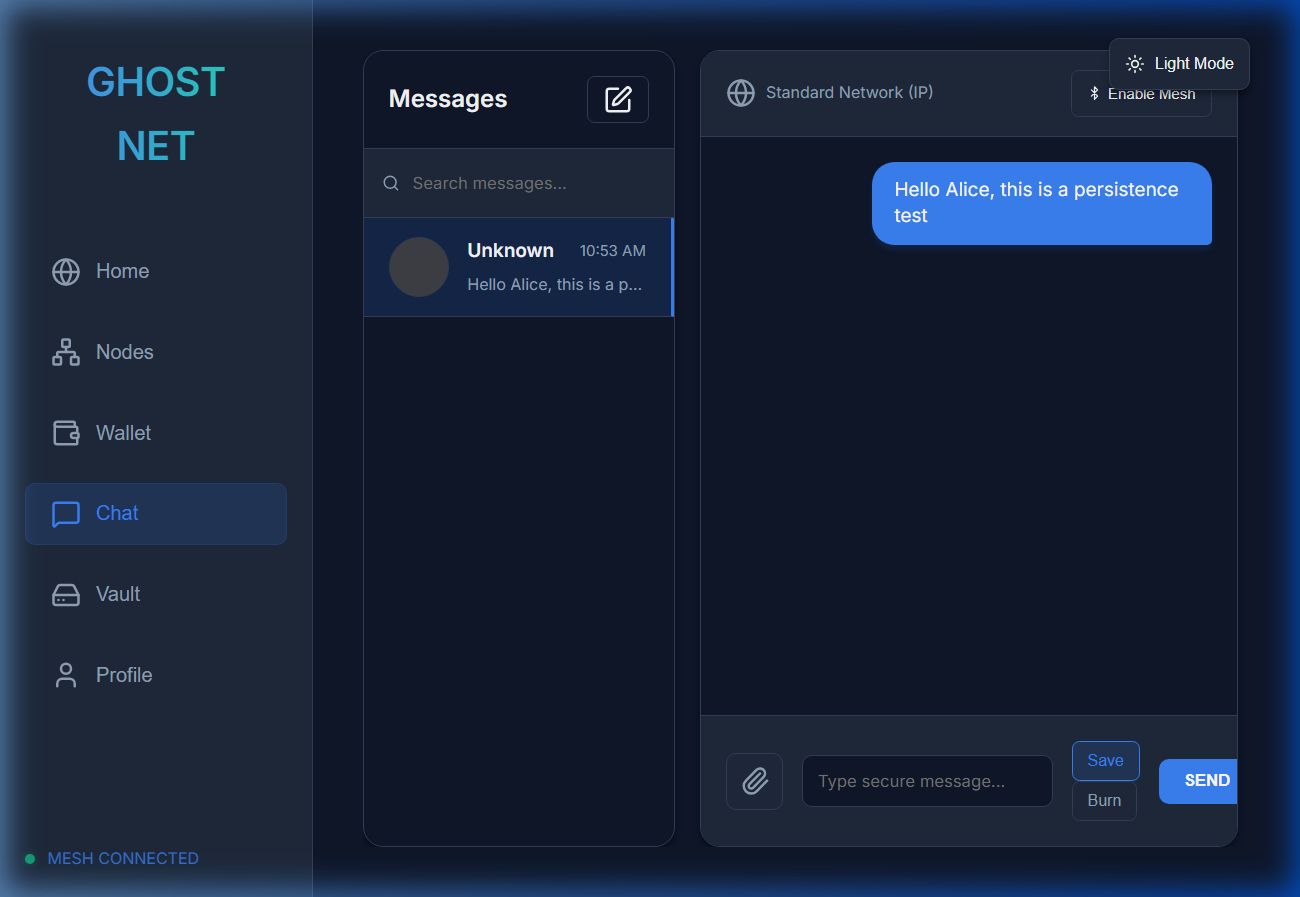 GHOST
NET
Home
Nodes
Wallet
Chat
Vault
Profile
MESH CONNECTED
Messages
Search messages...
Unknown
10:53 AM
Hello Alice, this is a p...
Standard Network (IP)
Light Mode
Enable Mesh
Hello Alice, this is a persistence
test
Type secure message...
Save
Burn
SEND